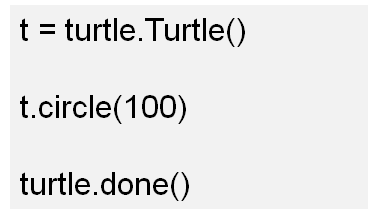 t = turtle.Turtle()
t.circle(100)
turtle.done()